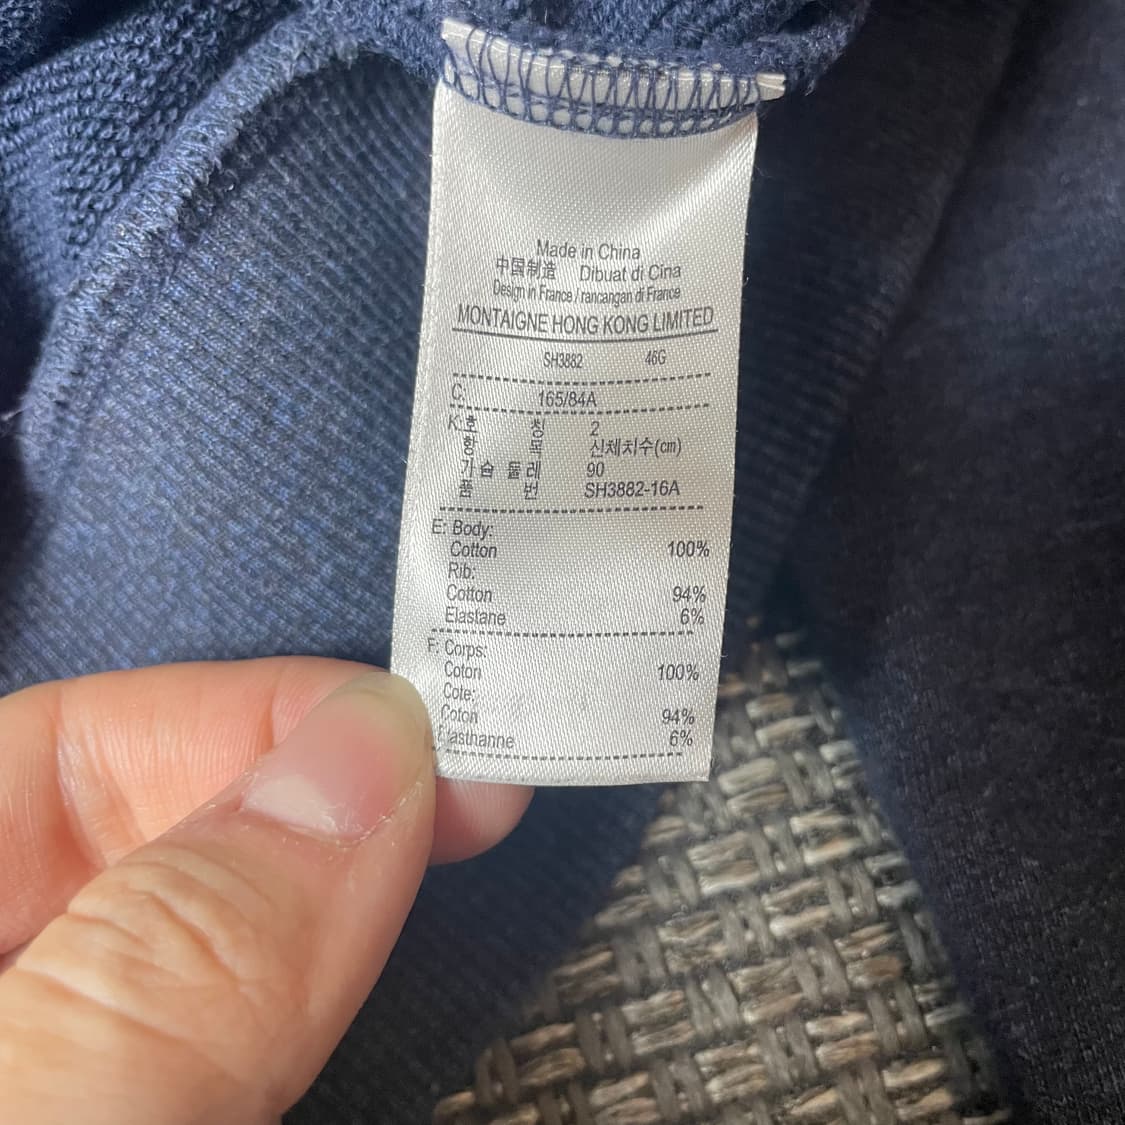 Made in China
中国制造 Dibuat di Cina
Design in France / rancangan di France
MONTAIGNE HONG KONG LIMITED
SH3882 46G
C: 165/84A
K: 호 칭 2
항 목 신체치수(cm)
가 슴 둘 레 90
품 번 SH3882-16A
E: Body:
Cotton 100%
Rib:
Cotton 94%
Elastane 6%
F: Corps:
Coton 100%
Cote:
Coton 94%
Elasthanne 6%